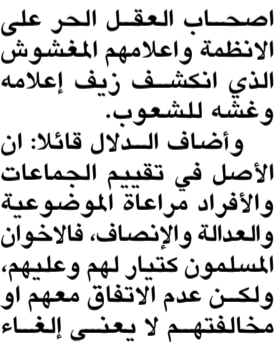 اصحاب العقل الحر على
الانظمة واعلامهم المغشوش
الذي انكشف زيف إعلامه
وغشه للشعوب.
وأضاف الدلال قائلا: ان
الأصل في تقييم الجماعات
والأفراد مراعاة الموضوعية
والعدالة والإنصاف، فالاخوان
المسلمون كتيار لهم وعليهم،
ولكن عدم الاتفاق معهم او
مخالفتهم لا يعني إلغاء